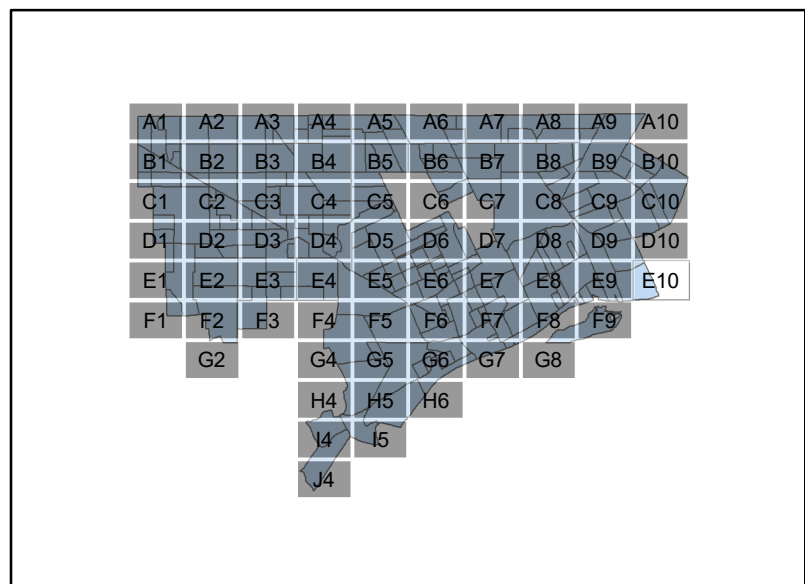 A1 A2 A3 A4 A5 A6 A7 A8 A9 A10
B1 B2 B3 B4 B5 B6 B7 B8 B9 B10
C1 C2 C3 C4 C5 C6 C7 C8 C9 C10
D1 D2 D3 D4 D5 D6 D7 D8 D9 D10
E1 E2 E3 E4 E5 E6 E7 E8 E9 E10
F1 F2 F3 F4 F5 F6 F7 F8 F9
G2 G4 G5 G6 G7 G8
H4 H5 H6
I4 I5
J4